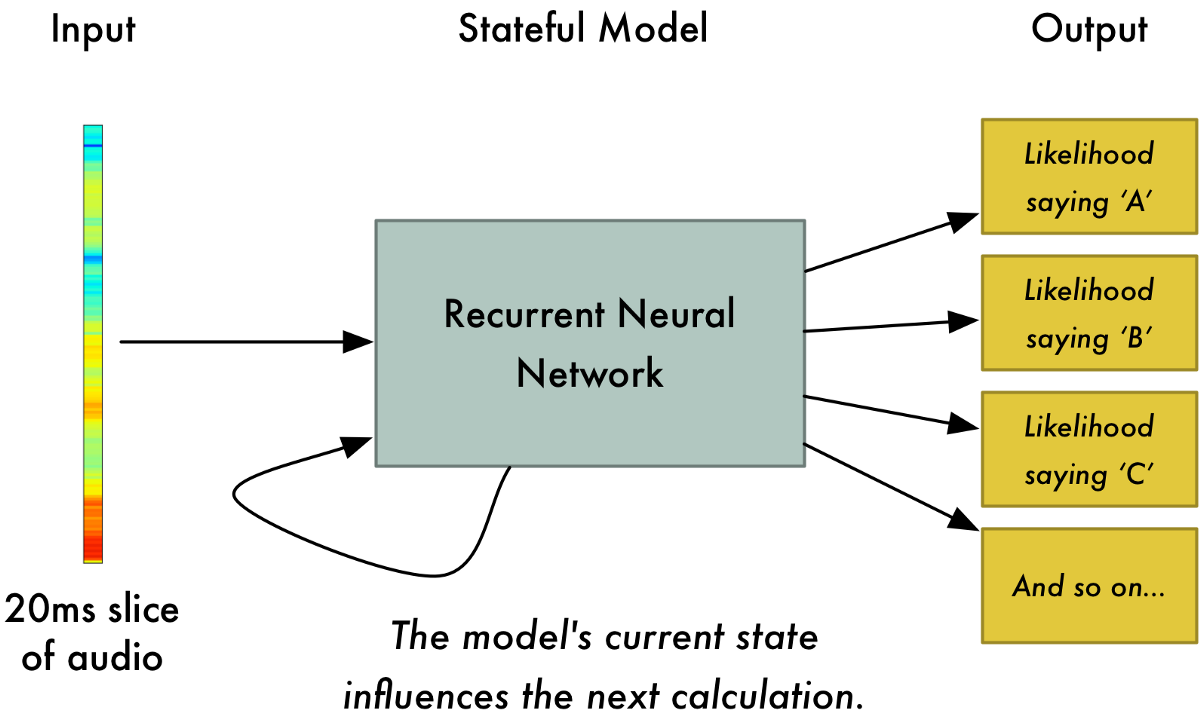 Input
Stateful Model
Output
20ms slice
of audio
Recurrent Neural
Network
The model's current state
influences the next calculation.
Likelihood
saying ‘A’
Likelihood
saying ‘B’
Likelihood
saying ‘C’
And so on...